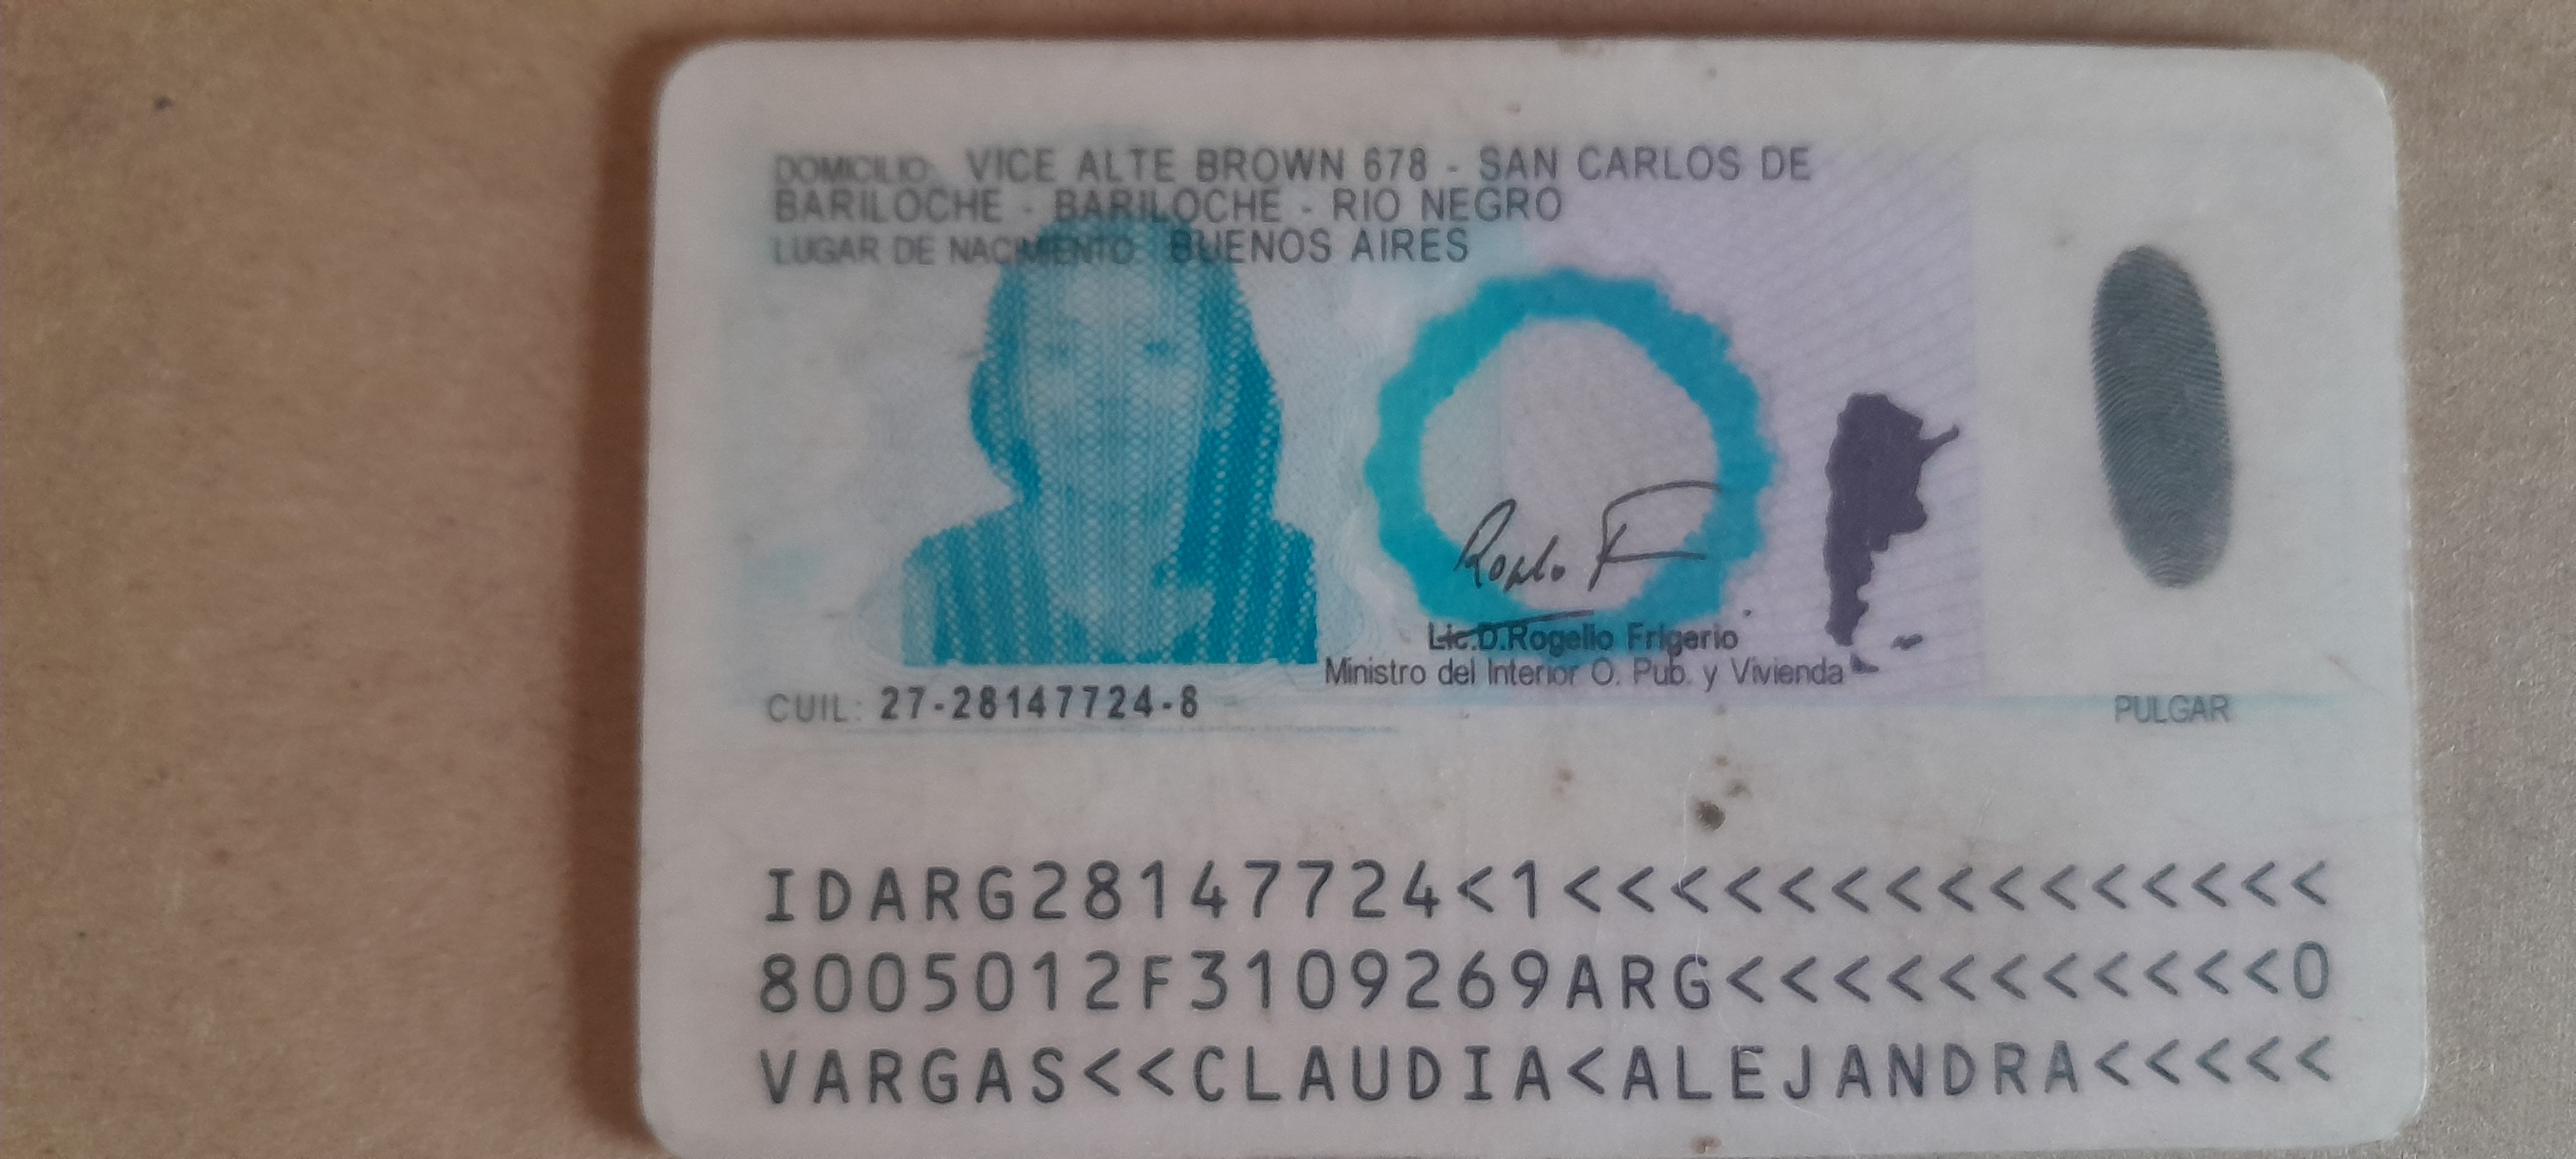 DOMICILIO: VICE ALTE BROWN 678 - SAN CARLOS DE
BARILOCHE - BARILOCHE - RIO NEGRO
LUGAR DE NACIMIENTO: BUENOS AIRES
Lic.D.Rogelio Frigerio
Ministro del Interior O. Pub. y Vivienda
CUIL: 27-28147724-8
PULGAR
IDARG28147724<1<<<<<<<<<<<<<<<
8005012F3109269ARG<<<<<<<<<<<0
VARGAS<<CLAUDIA<ALEJANDRA<<<<<